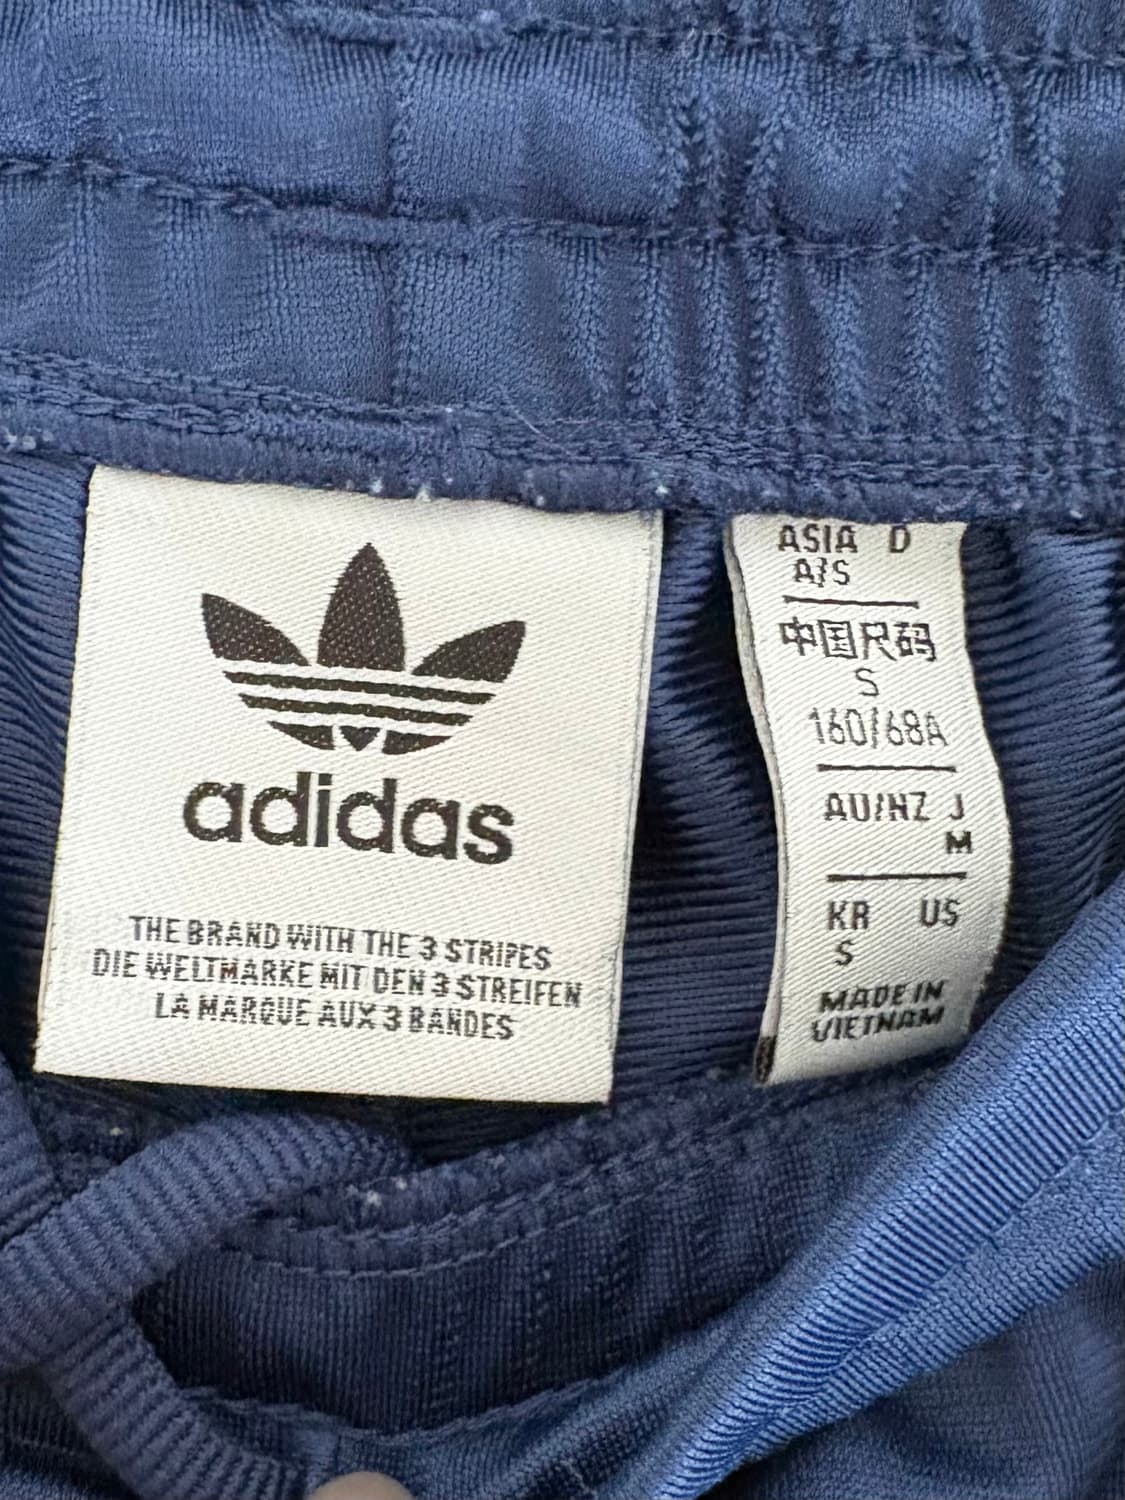 adidas
THE BRAND WITH THE 3 STRIPES
DIE WELTMARKE MIT DEN 3 STREIFEN
LA MARQUE AUX 3 BANDES
ASIA D
A/S
中国尺码
S
160/68A
AU/NZ J
M
KR US
S
MADE IN
VIETNAM